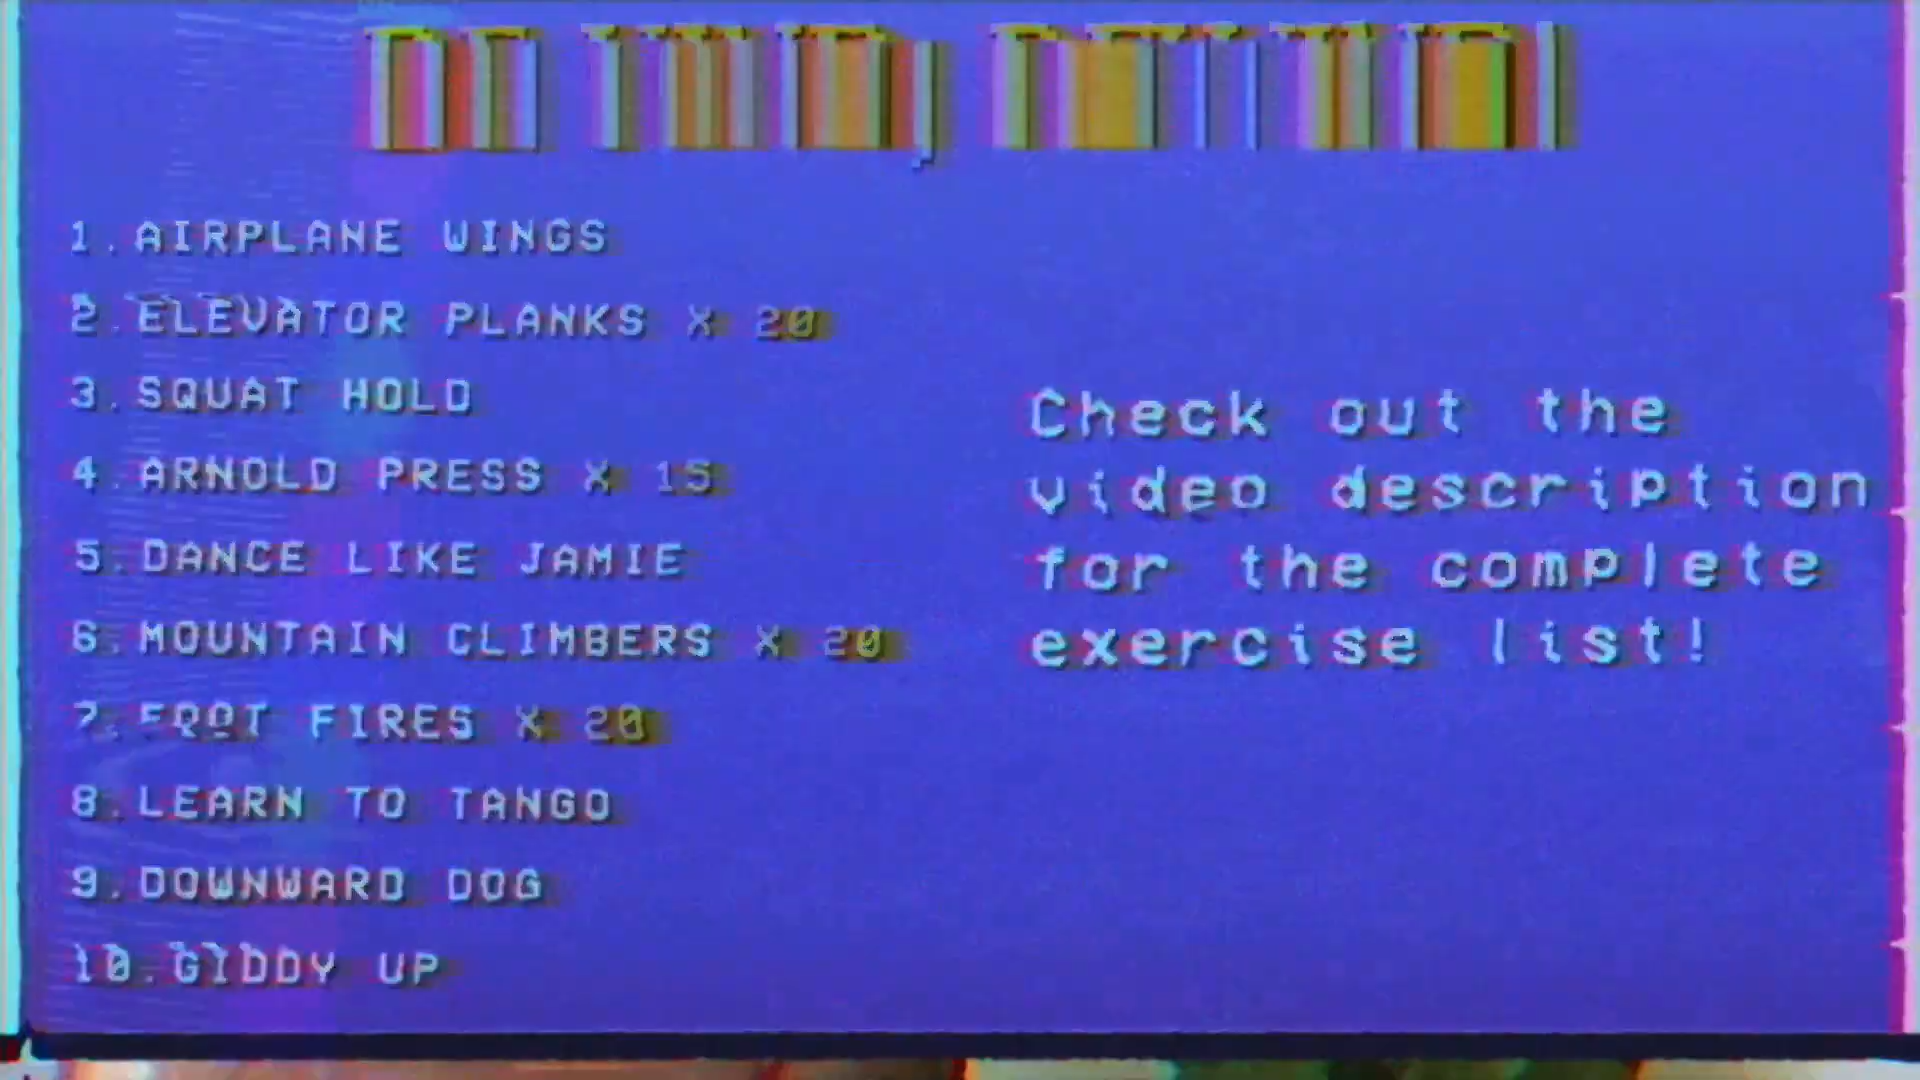 1.AIRPLANE WINGS
2.ELEVATOR PLANKS X 20
3.SQUAT HOLD
4.ARNOLD PRESS X 15
5.DANCE LIKE JAMIE
6.MOUNTAIN CLIMBERS X 20
7.FOOT FIRES X 20
8.LEARN TO TANGO
9.DOWNWARD DOG
10.GIDDY UP
Check out the
video description
for the complete
exercise list!